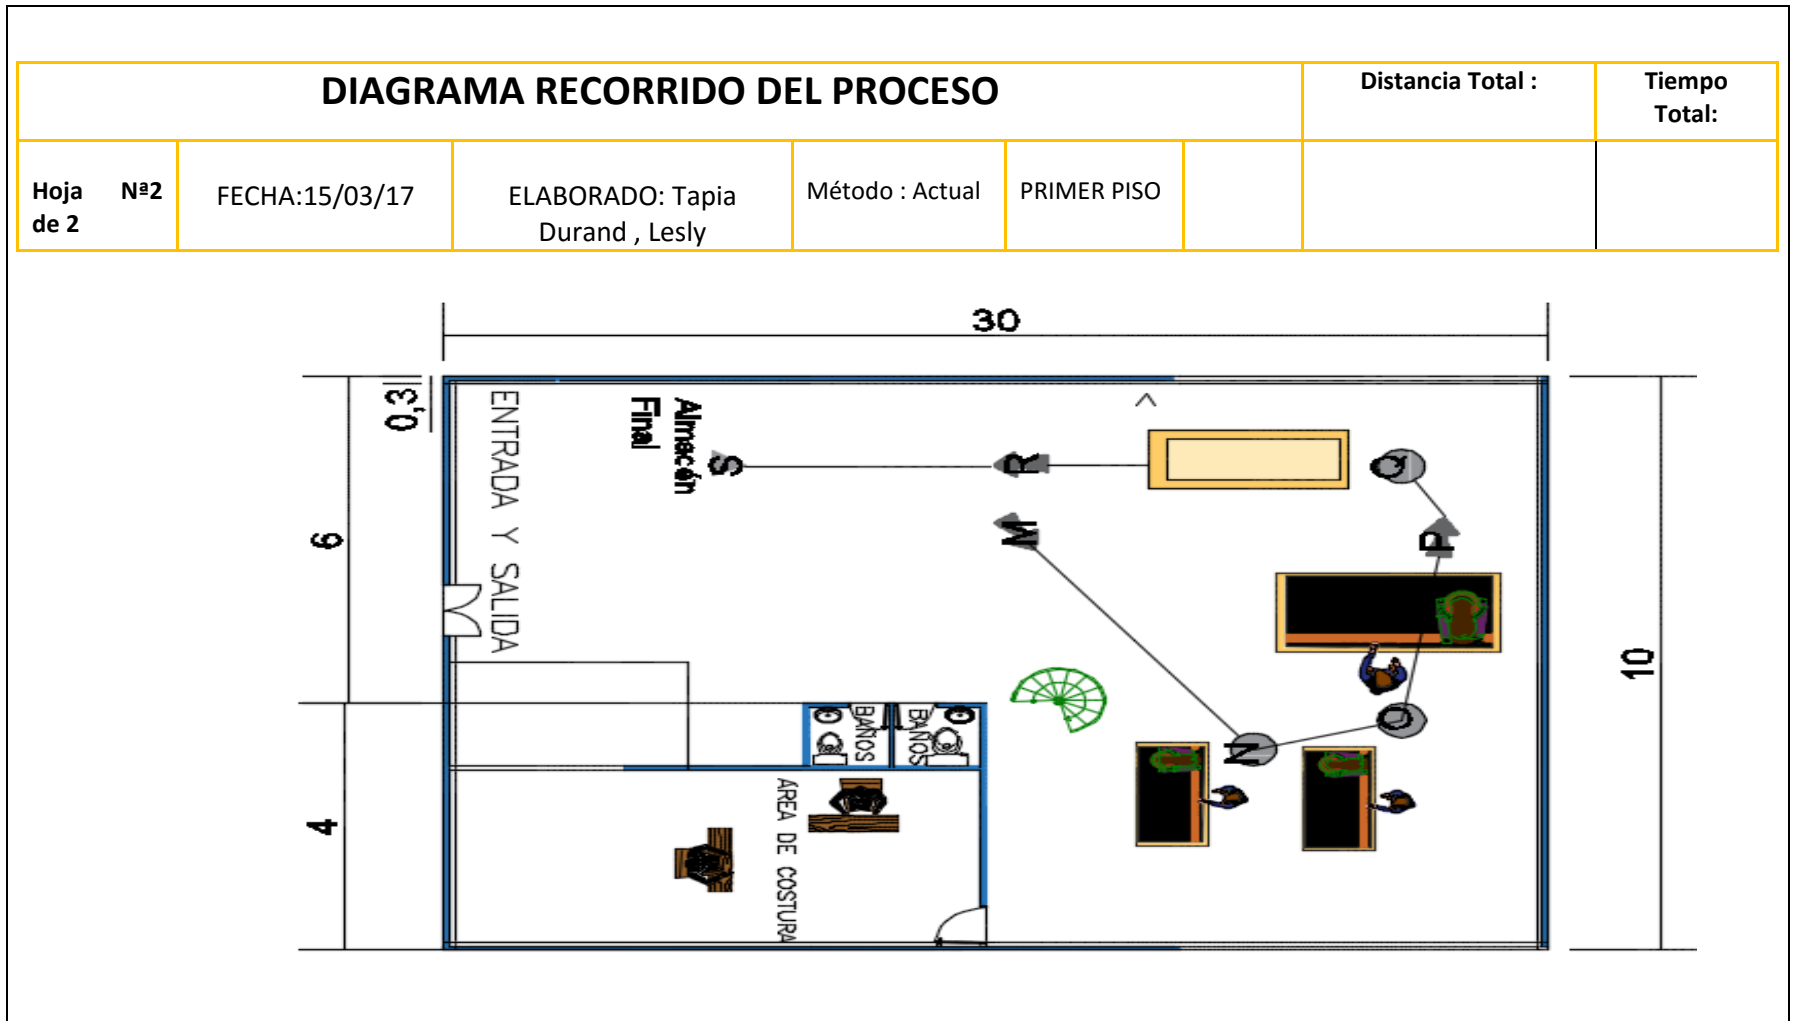 DIAGRAMA RECORRIDO DEL PROCESO
Distancia Total :
Tiempo
Total:
Hoja Nª2
de 2
FECHA:15/03/17
ELABORADO: Tapia
Durand , Lesly
Método : Actual
PRIMER PISO
30
0,3
6
4
10
ENTRADA Y SALIDA
Almacén
Final
S
R
Q
M
P
O
N
BAÑOS
BAÑOS
AREA DE COSTURA